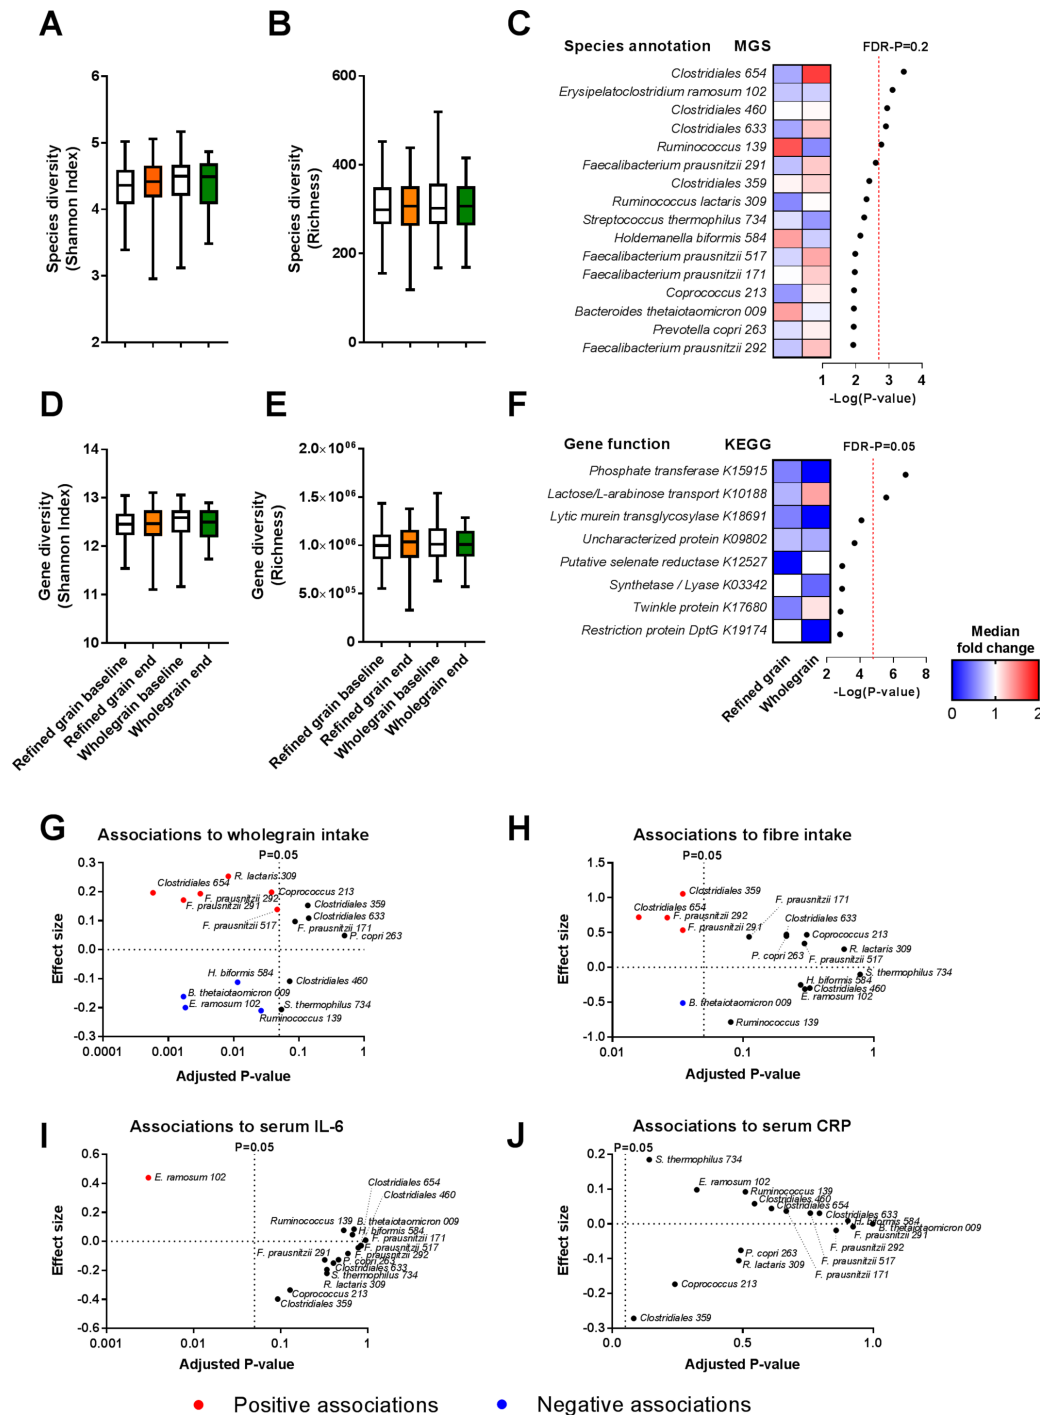 A
B
C
Species annotation MGS
FDR-P=0.2
Species diversity
(Shannon Index)
6
5
4
3
2
Species diversity
(Richness)
600
400
200
0
Clostridiales 654
Erysipelatoclostridium ramosum 102
Clostridiales 460
Clostridiales 633
Ruminococcus 139
Faecalibacterium prausnitzii 291
Clostridiales 359
Ruminococcus lactaris 309
Streptococcus thermophilus 734
Holdemanella biformis 584
Faecalibacterium prausnitzii 517
Faecalibacterium prausnitzii 171
Coprococcus 213
Bacteroides thetaiotaomicron 009
Prevotella copri 263
Faecalibacterium prausnitzii 292
1 2 3 4
-Log(P-value)
D
E
F
Gene function KEGG
FDR-P=0.05
Gene diversity
(Shannon Index)
14
13
12
11
10
Gene diversity
(Richness)
2.0×10⁰⁶
1.5×10⁰⁶
1.0×10⁰⁶
5.0×10⁰⁵
0
Refined grain baseline
Refined grain end
Wholegrain baseline
Wholegrain end
Refined grain baseline
Refined grain end
Wholegrain baseline
Wholegrain end
Phosphate transferase K15915
Lactose/L-arabinose transport K10188
Lytic murein transglycosylase K18691
Uncharacterized protein K09802
Putative selenate reductase K12527
Synthetase / Lyase K03342
Twinkle protein K17680
Restriction protein DptG K19174
Refined grain
Wholegrain
2 4 6 8
-Log(P-value)
Median
fold change
0 1 2
G
Associations to wholegrain intake
P=0.05
Effect size
0.3
0.2
0.1
0.0
-0.1
-0.2
-0.3
Clostridiales 654
R. lactaris 309
F. prausnitzii 292
F. prausnitzii 291
Coprococcus 213
F. prausnitzii 517
Clostridiales 359
Clostridiales 633
F. prausnitzii 171
P. copri 263
H. biformis 584
B. thetaiotaomicron 009
E. ramosum 102
Clostridiales 460
S. thermophilus 734
Ruminococcus 139
0.0001 0.001 0.01 0.1 1
Adjusted P-value
H
Associations to fibre intake
P=0.05
Effect size
1.5
1.0
0.5
0.0
-0.5
-1.0
Clostridiales 359
Clostridiales 654
F. prausnitzii 292
F. prausnitzii 291
F. prausnitzii 171
Clostridiales 633
Coprococcus 213
P. copri 263
R. lactaris 309
F. prausnitzii 517
S. thermophilus 734
H. biformis 584
Clostridiales 460
E. ramosum 102
B. thetaiotaomicron 009
Ruminococcus 139
0.01 0.1 1
Adjusted P-value
I
Associations to serum IL-6
P=0.05
Effect size
0.6
0.4
0.2
0.0
-0.2
-0.4
-0.6
E. ramosum 102
Clostridiales 654
Clostridiales 460
Ruminococcus 139
B. thetaiotaomicron 009
H. biformis 584
F. prausnitzii 171
F. prausnitzii 517
F. prausnitzii 291
F. prausnitzii 292
P. copri 263
Clostridiales 633
S. thermophilus 734
R. lactaris 309
Coprococcus 213
Clostridiales 359
0.001 0.01 0.1 1
Adjusted P-value
J
Associations to serum CRP
P=0.05
Effect size
0.2
0.1
0.0
-0.1
-0.2
-0.3
S. thermophilus 734
E. ramosum 102
Ruminococcus 139
Clostridiales 460
Clostridiales 654
Clostridiales 633
H. biformis 584
B. thetaiotaomicron 009
F. prausnitzii 291
F. prausnitzii 292
F. prausnitzii 517
F. prausnitzii 171
P. copri 263
R. lactaris 309
Coprococcus 213
Clostridiales 359
0.0 0.5 1.0
Adjusted P-value
Positive associations
Negative associations